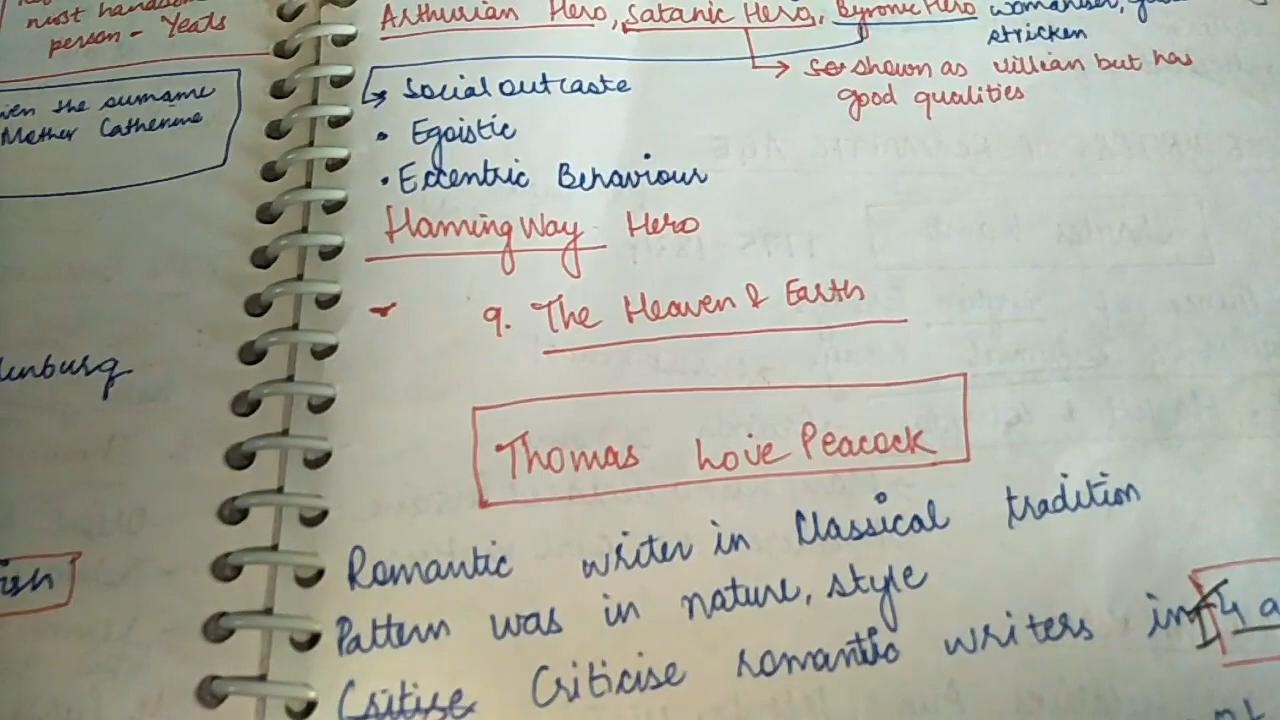 most handsome
person - Yeats
Arthurian Hero, Satanic Hero, Byronic Hero womaniser,
stricken
shown as villian but has
good qualities
Social outcaste
• Egoistic
• Eccentric Behaviour
HamingWay Hero
9. The Heaven & Earth
the surname
Mother Catherine
Thomas Love Peacock
Romantic writer in Classical tradition
Pattern was in nature, style
Critise Criticise romantic writers in